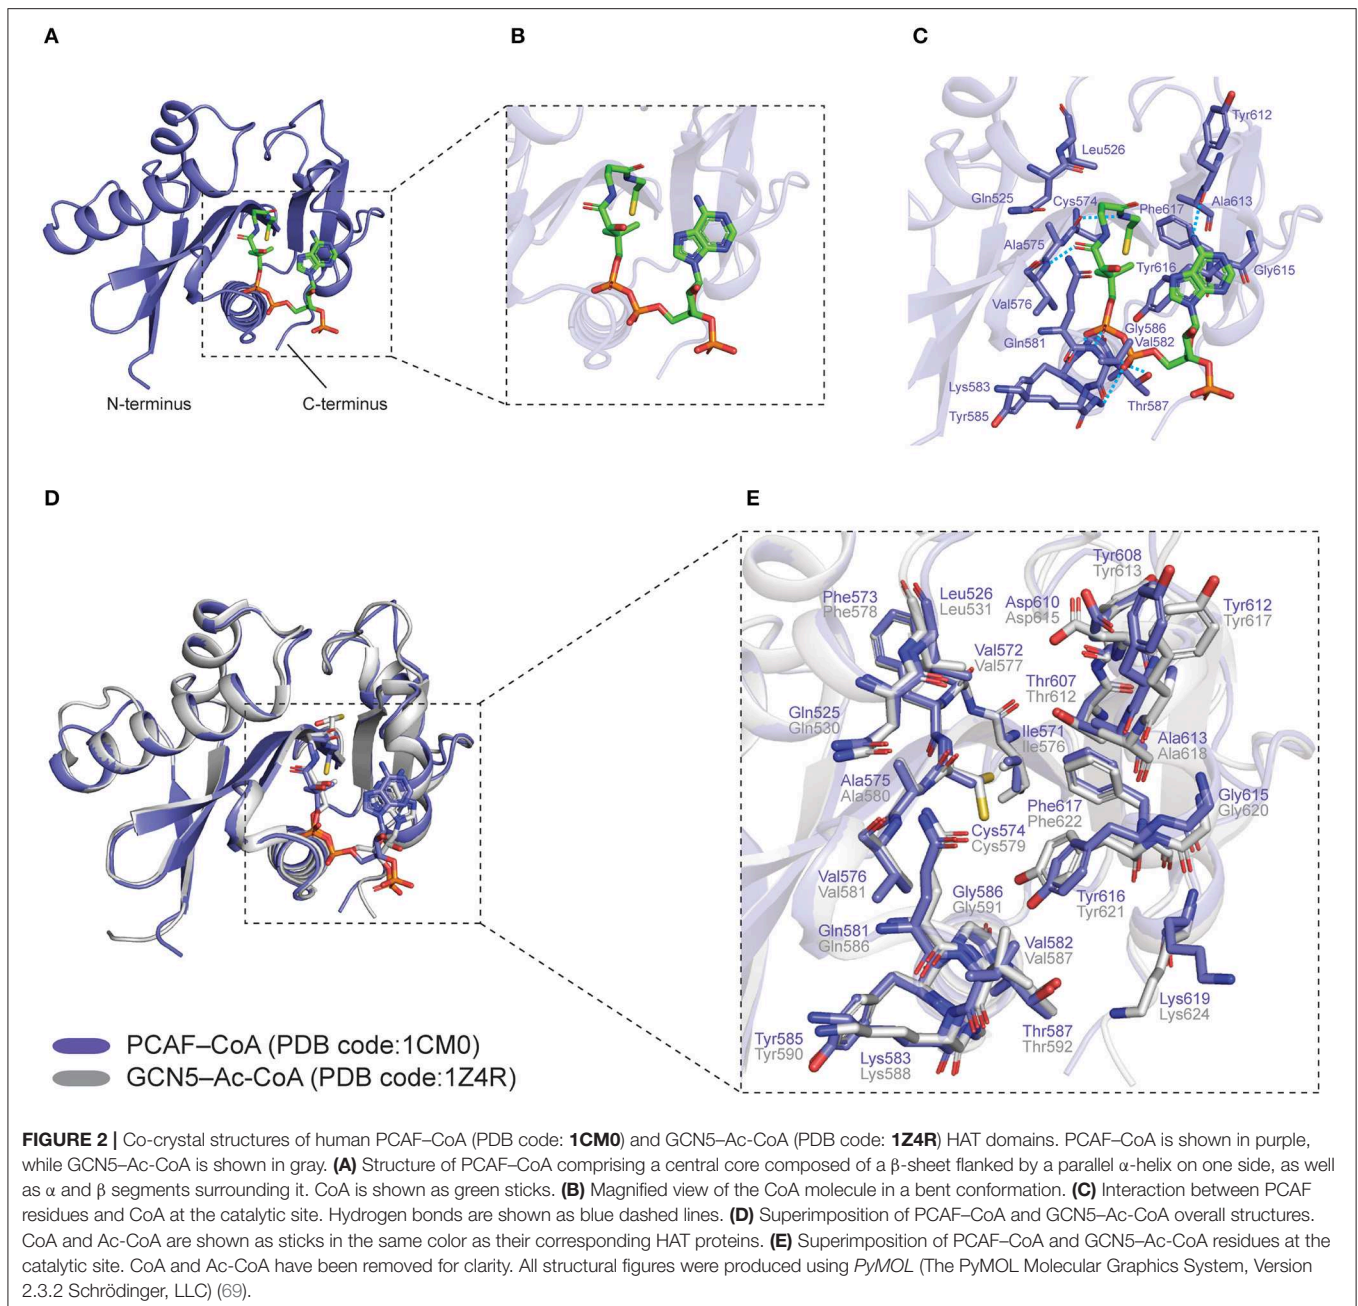 A
B
C
N-terminus
C-terminus
Tyr612
Leu526
Gln525
Cys574
Phe617
Ala613
Ala575
Tyr616
Gly615
Val576
Gly586
Gln581
Val582
Lys583
Thr587
Tyr585
D
E
Tyr608
Tyr613
Phe573
Phe578
Leu526
Leu531
Asp610
Asp615
Tyr612
Tyr617
Val572
Val577
Thr607
Thr612
Gln525
Gln530
Ile571
Ile576
Ala613
Ala618
Ala575
Ala580
Phe617
Phe622
Gly615
Gly620
Cys574
Cys579
Val576
Val581
Gly586
Gly591
Tyr616
Tyr621
Gln581
Gln586
Val582
Val587
Lys619
Lys624
Tyr585
Tyr590
Lys583
Lys588
Thr587
Thr592
PCAF–CoA (PDB code:1CM0)
GCN5–Ac-CoA (PDB code:1Z4R)
FIGURE 2 | Co-crystal structures of human PCAF–CoA (PDB code: 1CM0) and GCN5–Ac-CoA (PDB code: 1Z4R) HAT domains. PCAF–CoA is shown in purple,
while GCN5–Ac-CoA is shown in gray. (A) Structure of PCAF–CoA comprising a central core composed of a β-sheet flanked by a parallel α-helix on one side, as well
as α and β segments surrounding it. CoA is shown as green sticks. (B) Magnified view of the CoA molecule in a bent conformation. (C) Interaction between PCAF
residues and CoA at the catalytic site. Hydrogen bonds are shown as blue dashed lines. (D) Superimposition of PCAF–CoA and GCN5–Ac-CoA overall structures.
CoA and Ac-CoA are shown as sticks in the same color as their corresponding HAT proteins. (E) Superimposition of PCAF–CoA and GCN5–Ac-CoA residues at the
catalytic site. CoA and Ac-CoA have been removed for clarity. All structural figures were produced using PyMOL (The PyMOL Molecular Graphics System, Version
2.3.2 Schrödinger, LLC) (69).